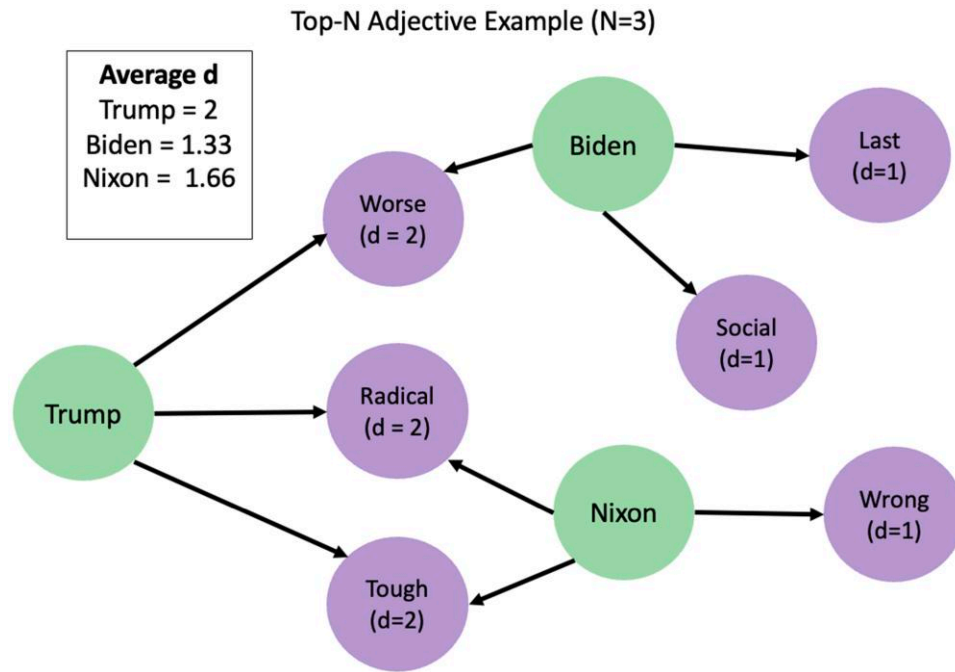 Top-N Adjective Example (N=3)
Average d
Trump = 2
Biden = 1.33
Nixon = 1.66
Biden
Last
(d=1)
Worse
(d = 2)
Social
(d=1)
Trump
Radical
(d = 2)
Nixon
Wrong
(d=1)
Tough
(d=2)